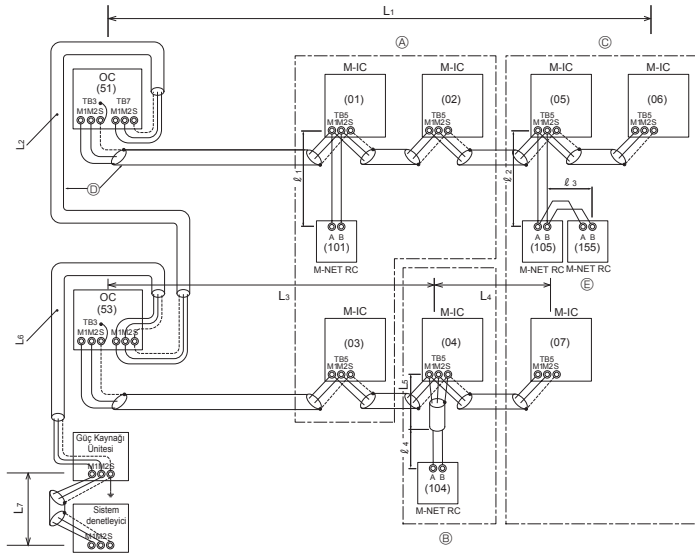 L1
Ⓐ
Ⓒ
M-IC
M-IC
M-IC
M-IC
OC
(51)
TB3
TB7
M1M2S
M1M2S
(01)
TB5
M1M2S
(02)
TB5
M1M2S
(05)
TB5
M1M2S
(06)
M1M2S
L2
Ⓓ
ℓ1
ℓ2
ℓ3
A B
(101)
M-NET RC
A B
(105)
M-NET RC
A B
(155)
M-NET RC
Ⓔ
L3
L4
OC
(53)
TB3
M1M2S
M1M2S
L6
M-IC
(03)
TB5
M1M2S
M-IC
(04)
TB5
M1M2S
M-IC
(07)
TB5
M1M2S
L5
ℓ4
A B
(104)
M-NET RC
Ⓑ
Güç Kaynağı
Ünitesi
M1M2S
L7
Sistem
denetleyici
M1M2S